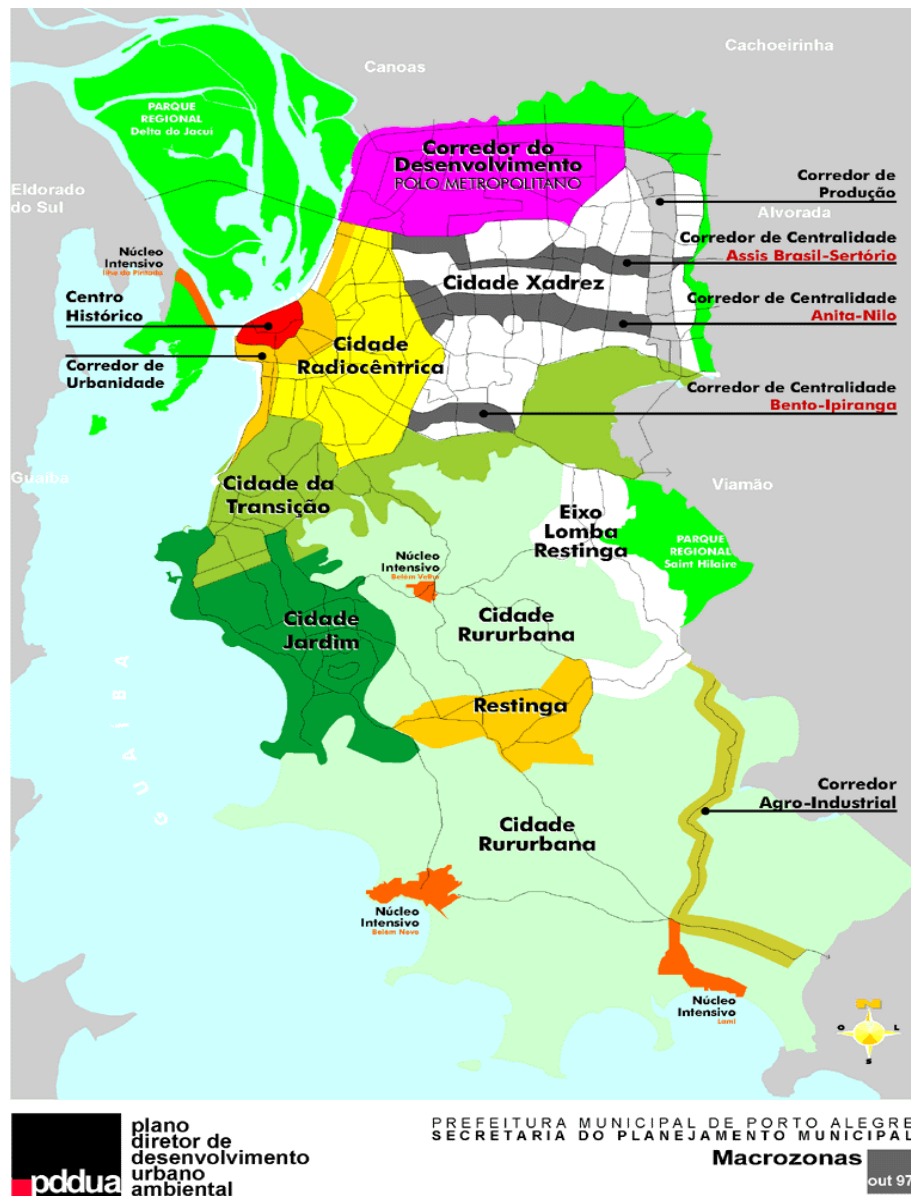 Cachoeirinha
Canoas
PARQUE
REGIONAL
Delta do Jacuí
Corredor do
Desenvolvimento
POLO METROPOLITANO
Corredor de
Produção
Eldorado
do Sul
Alvorada
Corredor de Centralidade
Assis Brasil-Sertório
Núcleo
Intensivo
Ilha da Pintada
Cidade Xadrez
Centro
Histórico
Corredor de Centralidade
Anita-Nilo
Cidade
Radiocêntrica
Corredor de
Urbanidade
Corredor de Centralidade
Bento-Ipiranga
Guaíba
Cidade da
Transição
Viamão
Eixo
Lomba
Restinga
PARQUE
REGIONAL
Saint Hilaire
Núcleo
Intensivo
Belém Velho
Cidade
Jardim
Cidade
Rururbana
GUAIBA
Restinga
Corredor
Agro-Industrial
Cidade
Rururbana
Núcleo
Intensivo
Belém Novo
Núcleo
Intensivo
Lami
N
O
L
S
pddua
plano
diretor de
desenvolvimento
urbano
ambiental
PREFEITURA MUNICIPAL DE PORTO ALEGRE
SECRETARIA DO PLANEJAMENTO MUNICIPAL
Macrozonas
out 97